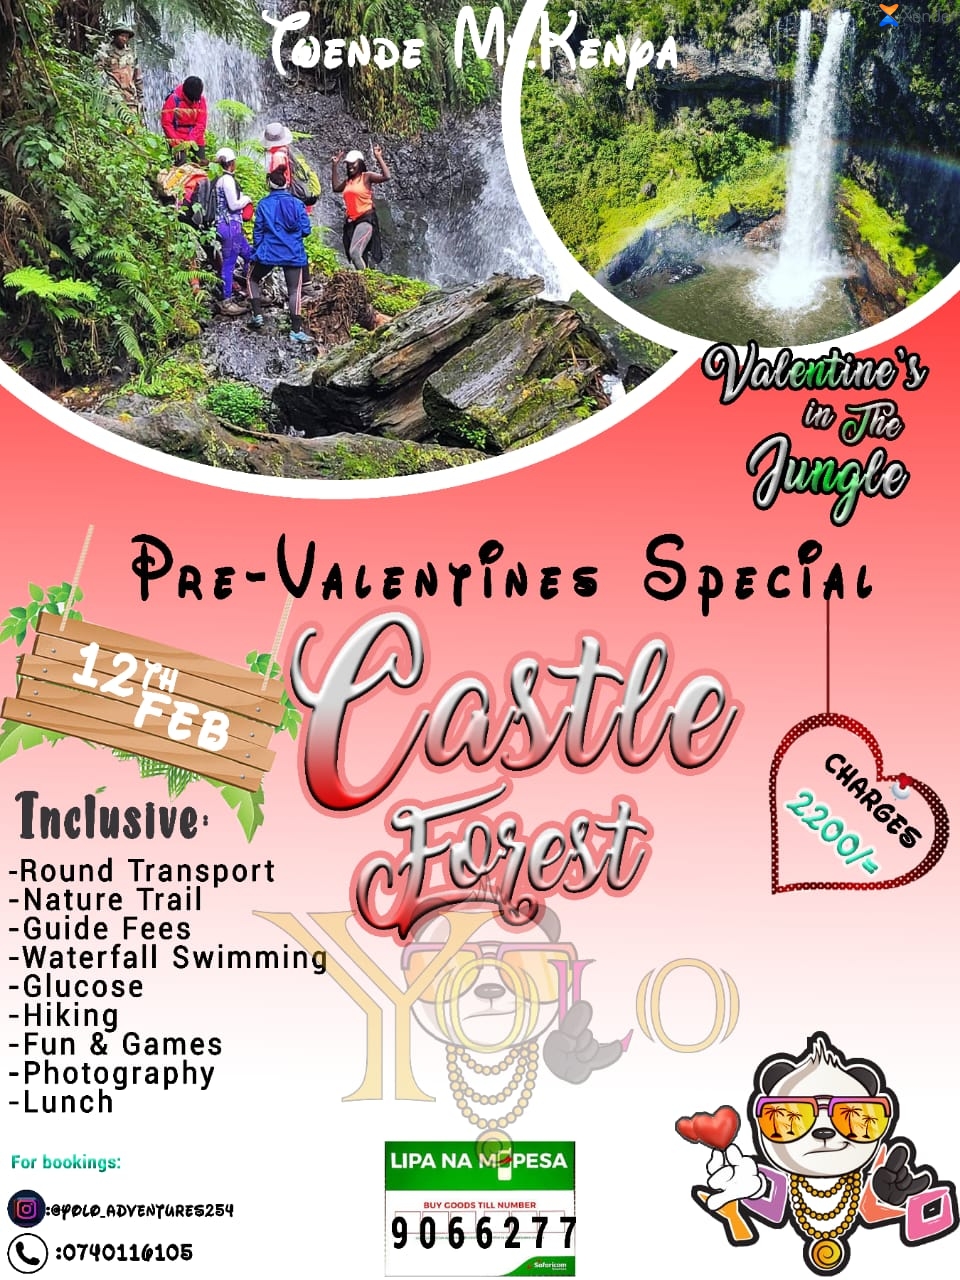 Twende Mt.Kenya
Xender
Valentine's
in The
Jungle
Pre-Valentines Special
12TH
FEB
Castle
Forest
CHARGES
2200/=
Inclusive:
-Round Transport
-Nature Trail
-Guide Fees
-Waterfall Swimming
-Glucose
-Hiking
-Fun & Games
-Photography
-Lunch
YOLO
For bookings:
:@YOLO_ADVENTURES254
:0740116105
LIPA NA M-PESA
BUY GOODS TILL NUMBER
9066277
Safaricom